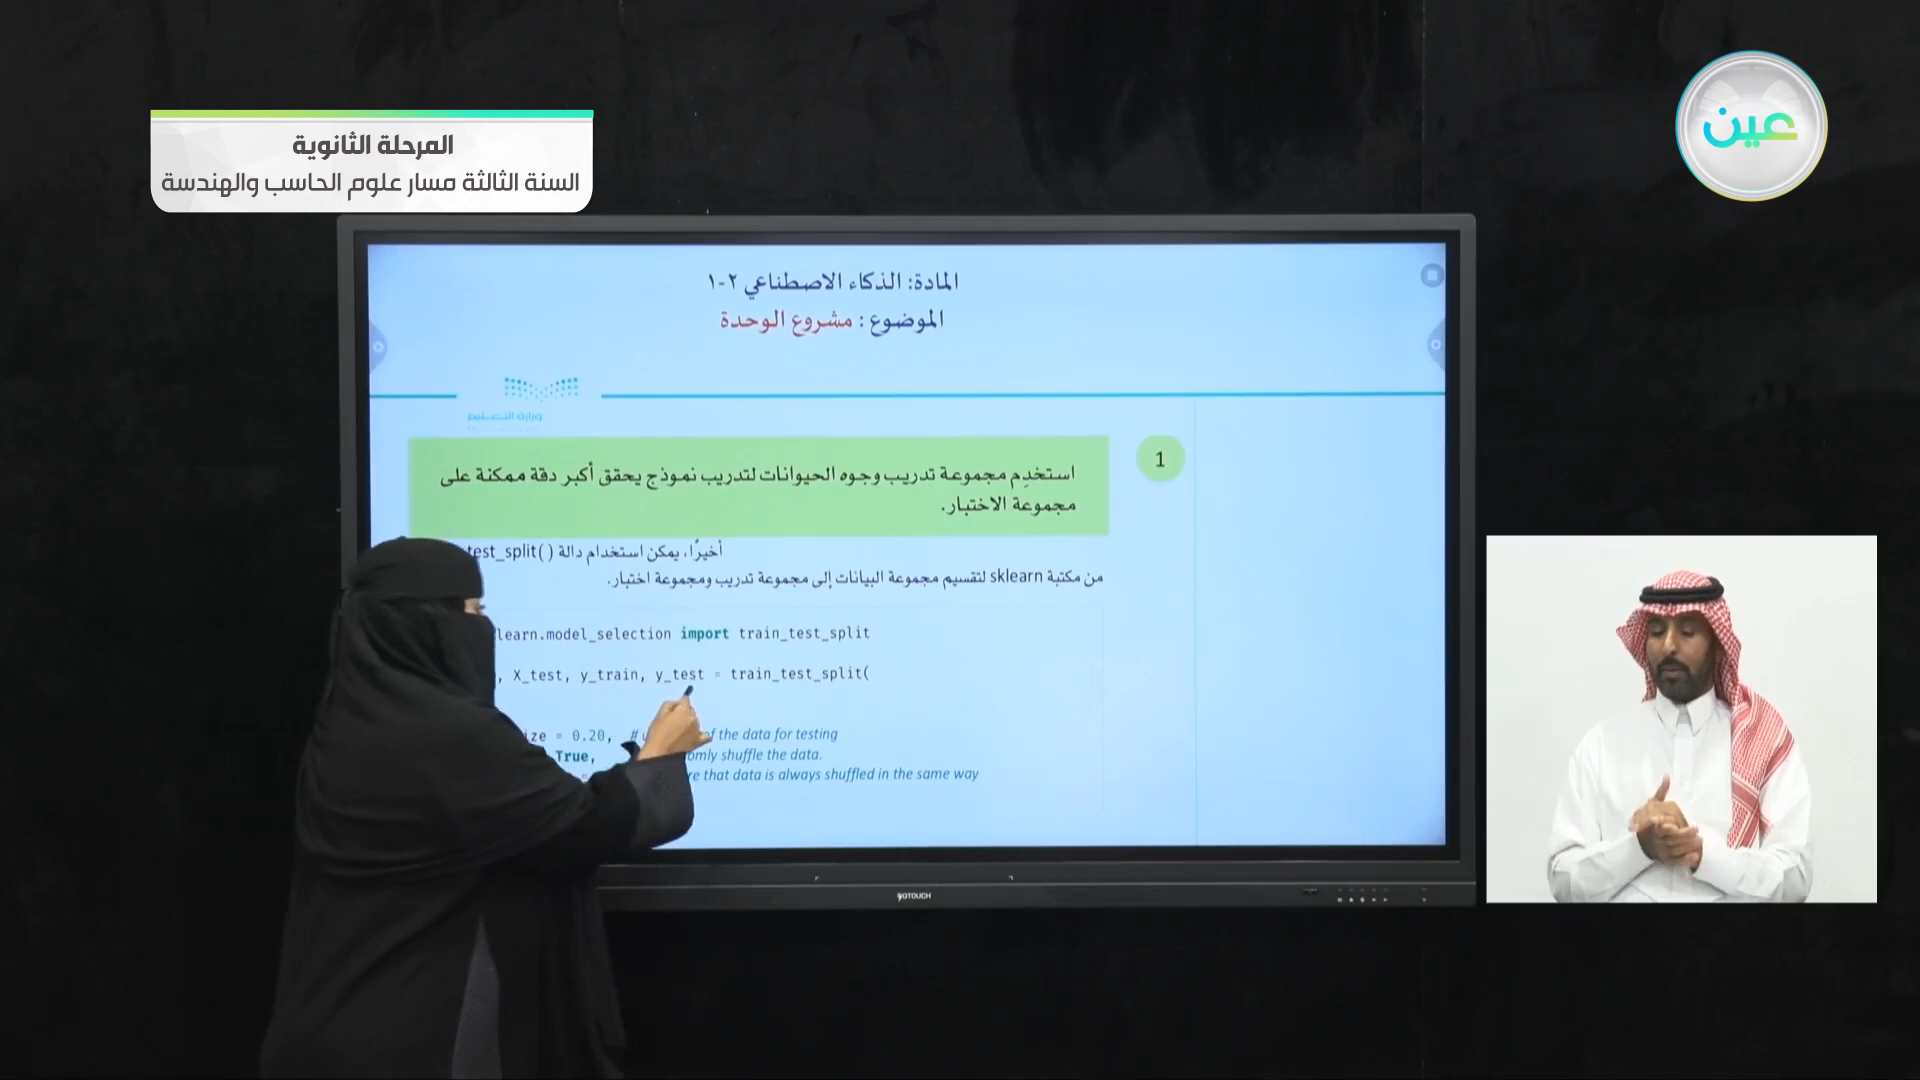 المرحلة الثانوية
السنة الثالثة مسار علوم الحاسب والهندسة
عين
المادة: الذكاء الاصطناعي ٢-١
الموضوع : مشروع الوحدة
وزارة التعليم
1
استخدِم مجموعة تدريب وجوه الحيوانات لتدريب نموذج يحقق أكبر دقة ممكنة على
مجموعة الاختبار.
أخيرًا، يمكن استخدام دالة test_split()
من مكتبة sklearn لتقسيم مجموعة البيانات إلى مجموعة تدريب ومجموعة اختبار.
learn.model_selection import train_test_split
, X_test, y_train, y_test = train_test_split(
ize = 0.20, # of the data for testing
True, omly shuffle the data.
= re that data is always shuffled in the same way
YOTOUCH